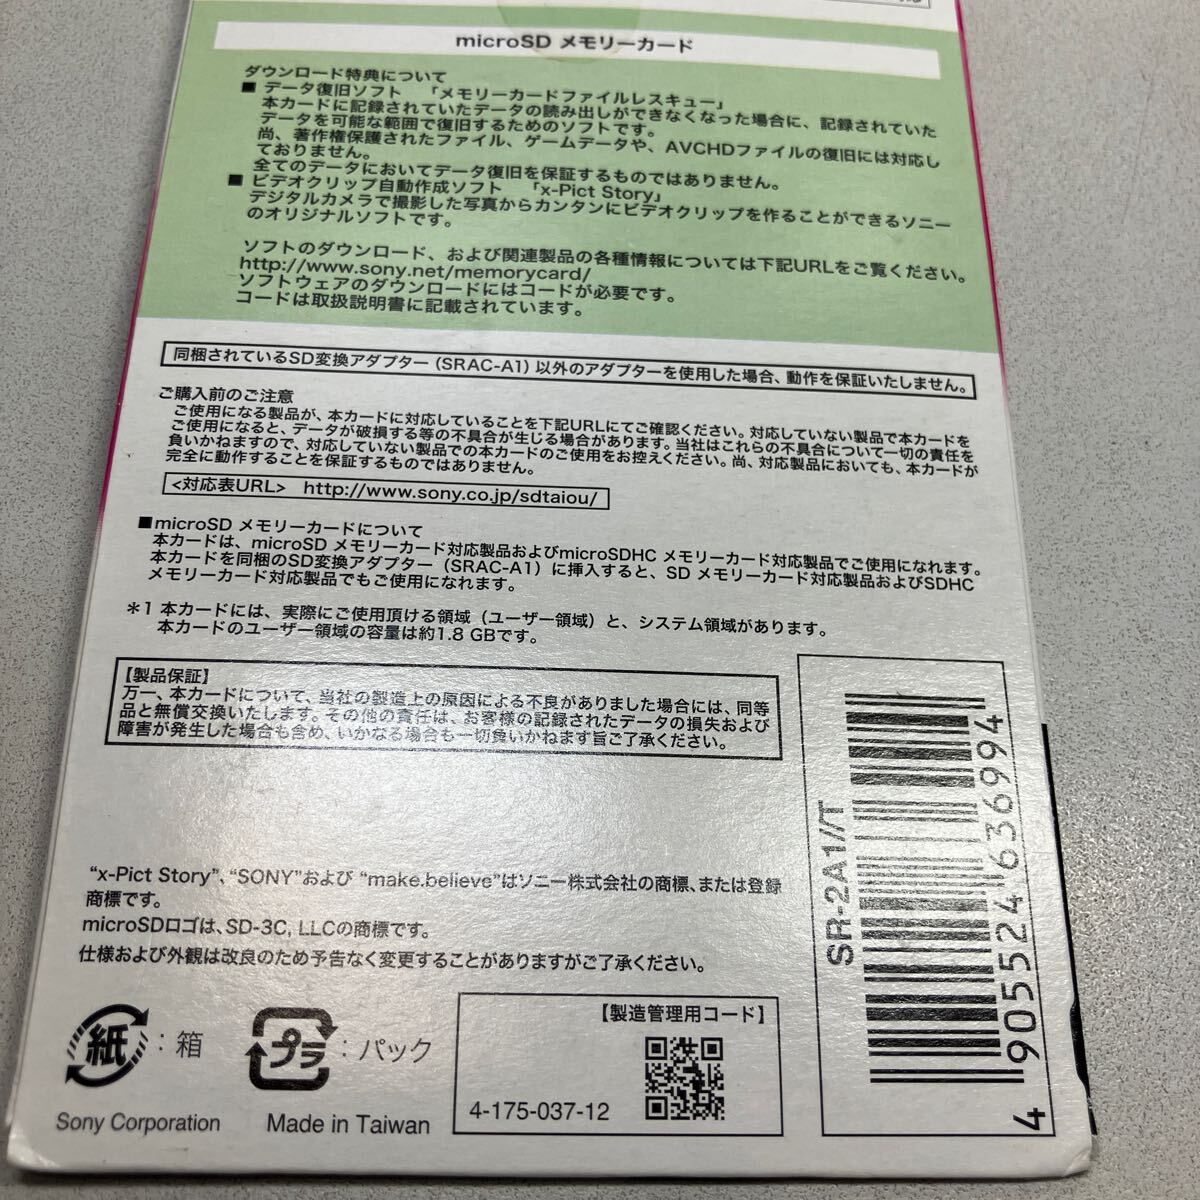 microSD メモリーカード
ダウンロード特典について
■ データ復旧ソフト 「メモリーカードファイルレスキュー」
本カードに記録されていたデータの読み出しができなくなった場合に、記録されていた
データを可能な範囲で復旧するためのソフトです。
尚、著作権保護されたファイル、ゲームデータや、AVCHDファイルの復旧には対応し
ておりません。
全てのデータにおいてデータ復旧を保証するものではありません。
■ ビデオクリップ自動作成ソフト 「x-Pict Story」
デジタルカメラで撮影した写真からカンタンにビデオクリップを作ることができるソニー
のオリジナルソフトです。
ソフトのダウンロード、および関連製品の各種情報については下記URLをご覧ください。
http://www.sony.net/memorycard/
ソフトウェアのダウンロードにはコードが必要です。
コードは取扱説明書に記載されています。
同梱されているSD変換アダプター(SRAC-A1)以外のアダプターを使用した場合、動作を保証いたしません。
ご購入前のご注意
ご使用になる製品が、本カードに対応していることを下記URLにてご確認ください。対応していない製品で本カードを
ご使用になると、データが破損する等の不具合が生じる場合があります。当社はこれらの不具合について一切の責任を
負いかねますので、対応していない製品での本カードのご使用をお控えください。尚、対応製品においても、本カードが
完全に動作することを保証するものではありません。
<対応表URL> http://www.sony.co.jp/sdtaiou/
■microSD メモリーカードについて
本カードは、microSD メモリーカード対応製品およびmicroSDHC メモリーカード対応製品でご使用になれます。
本カードを同梱のSD変換アダプター(SRAC-A1)に挿入すると、SD メモリーカード対応製品およびSDHC
メモリーカード対応製品でもご使用になれます。
＊1 本カードには、実際にご使用頂ける領域(ユーザー領域)と、システム領域があります。
本カードのユーザー領域の容量は約1.8 GBです。
【製品保証】
万一、本カードについて、当社の製造上の原因による不良がありました場合には、同等
品と無償交換いたします。その他の責任は、お客様の記録されたデータの損失および
障害が発生した場合も含め、いかなる場合も一切負いかねます旨ご了承ください。
"x-Pict Story"、"SONY"および "make.believe"はソニー株式会社の商標、または登録
商標です。
microSDロゴは、SD-3C, LLCの商標です。
仕様および外観は改良のため予告なく変更することがありますがご了承ください。
紙：箱
プラ：パック
Sony Corporation
Made in Taiwan
【製造管理用コード】
4-175-037-12
SR-2A1//T
4 905524 636994